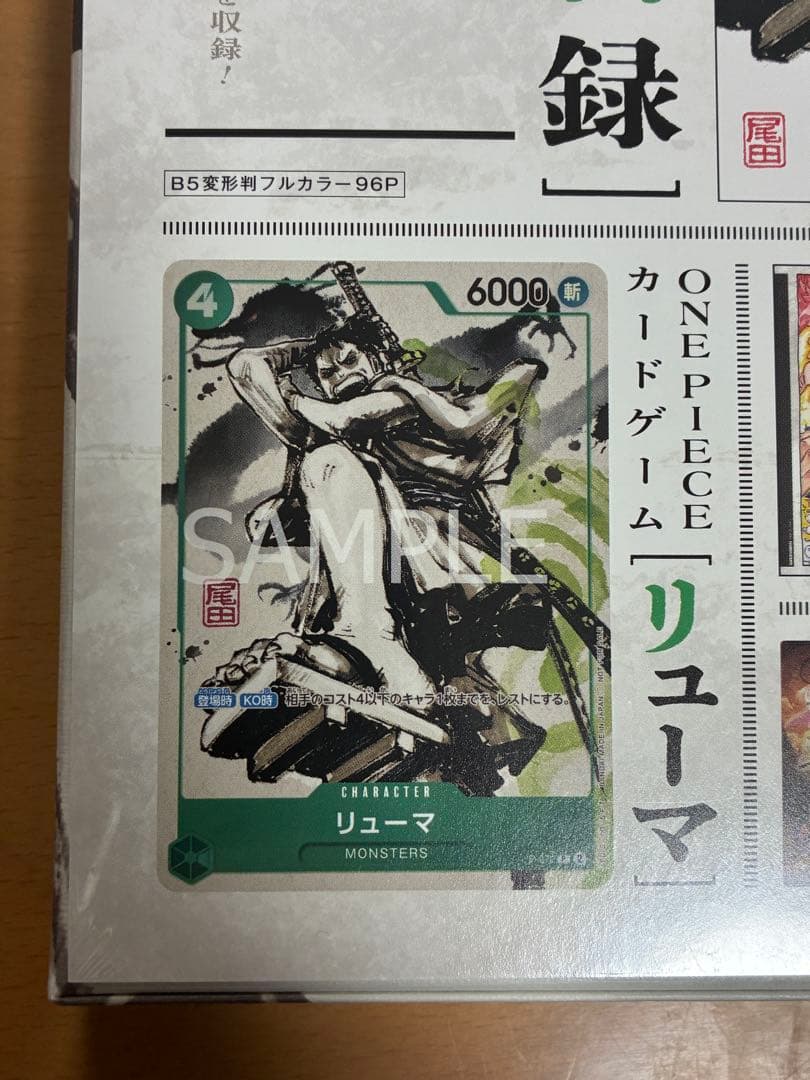 を収録!
録]
尾田
B5変形判フルカラー96P
ONE PIECE
カードゲーム
[リューマ]
4
6000
斬
SAMPLE
尾田
登場時 KO時 相手のコスト4以下のキャラ1枚までを、レストにする。
CHARACTER
リューマ
MONSTERS